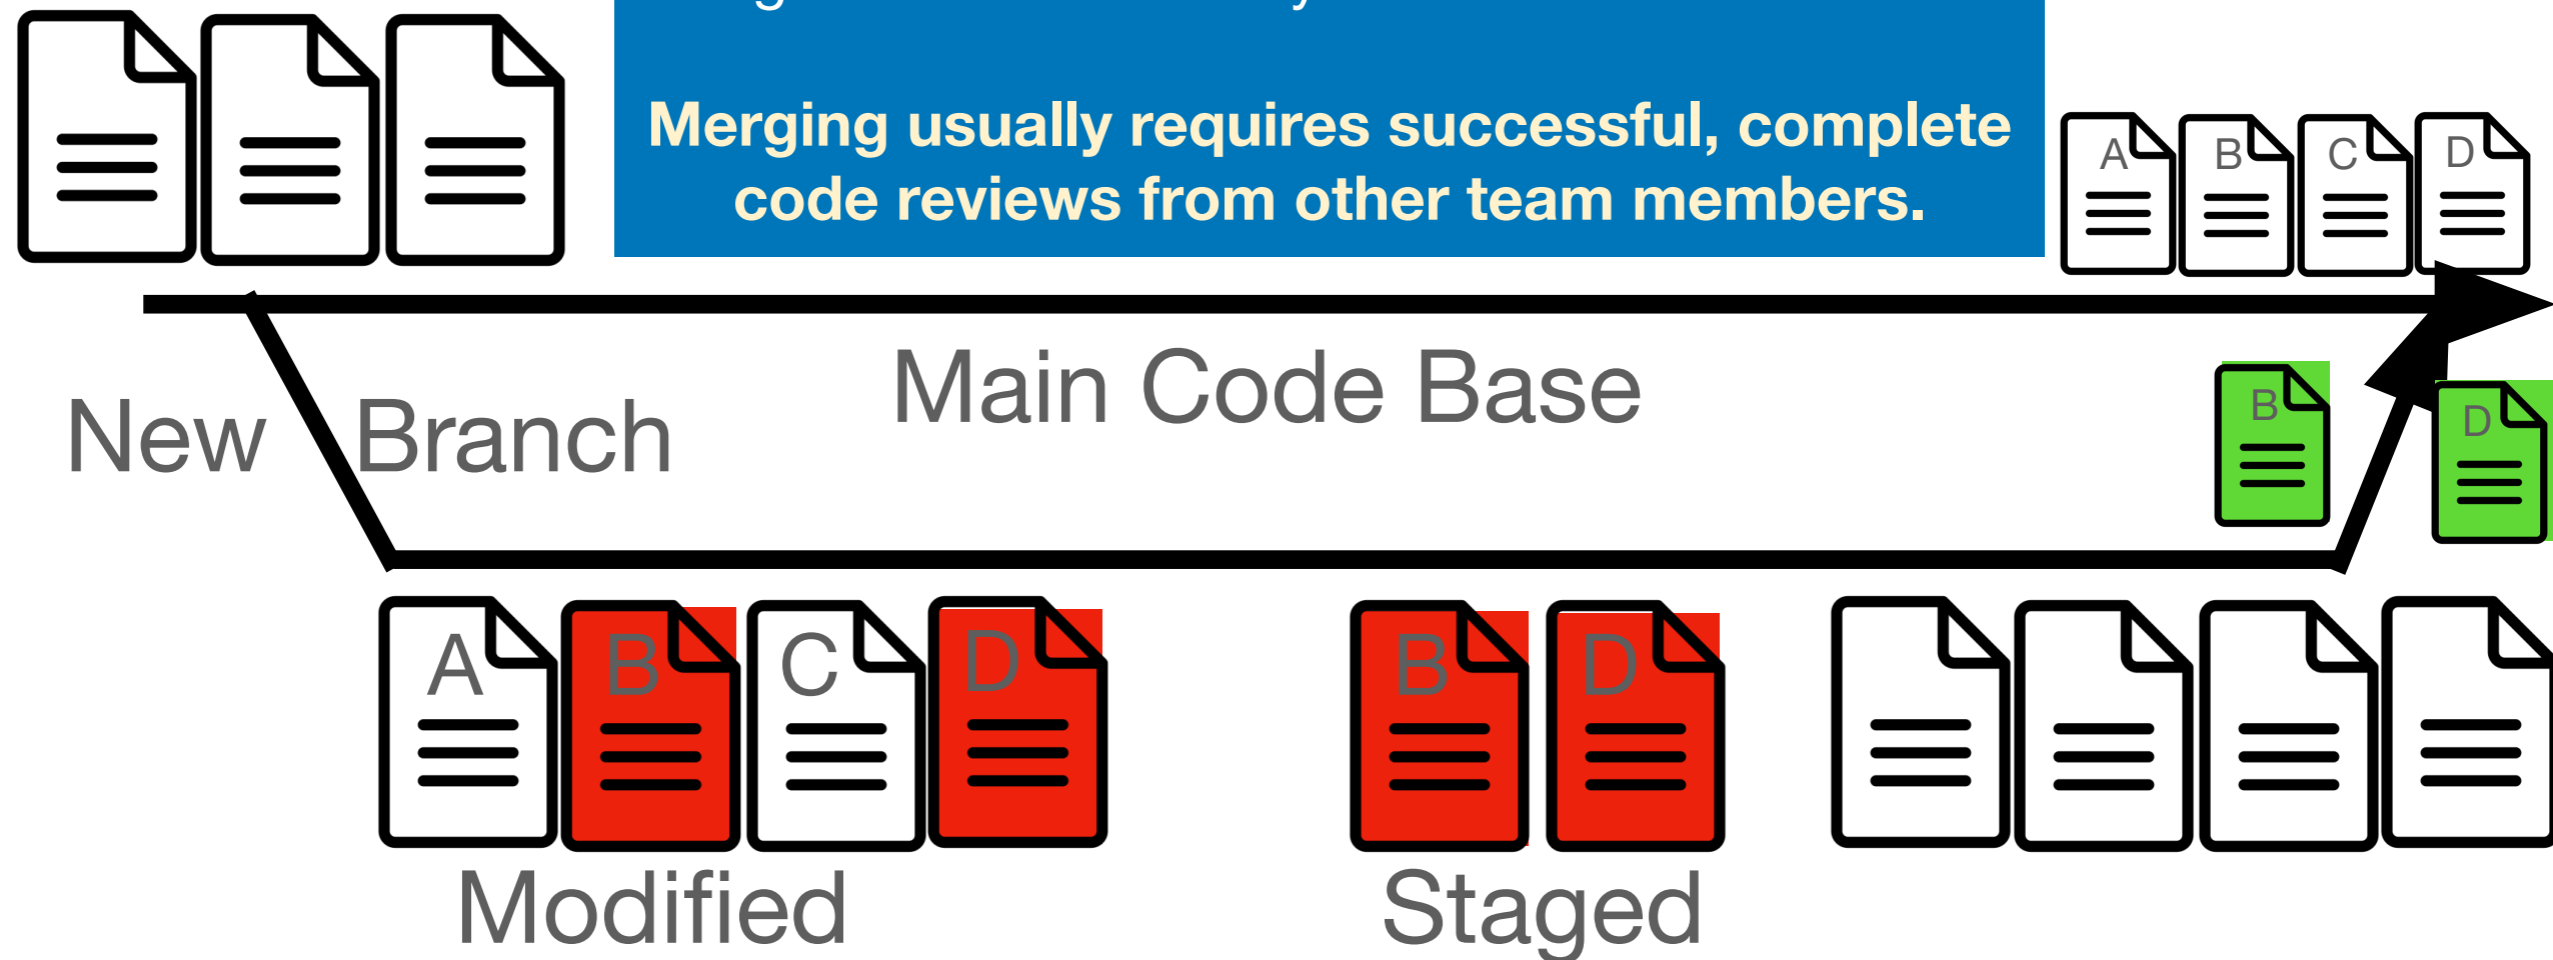 Merging usually requires successful, complete
code reviews from other team members.
A B C D
Main Code Base
New Branch
B
D
A B C D
B D
Modified
Staged